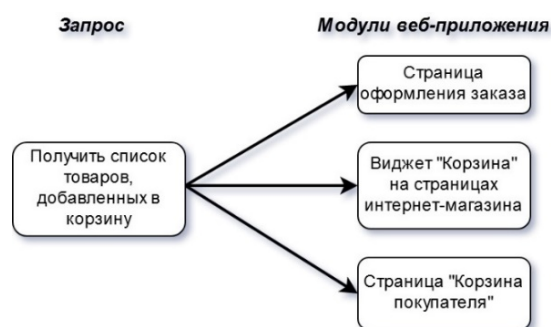 Запрос
Модули веб-приложения
Страница
оформления заказа
Получить список
товаров,
добавленных в
корзину
Виджет "Корзина"
на страницах
интернет-магазина
Страница "Корзина
покупателя"